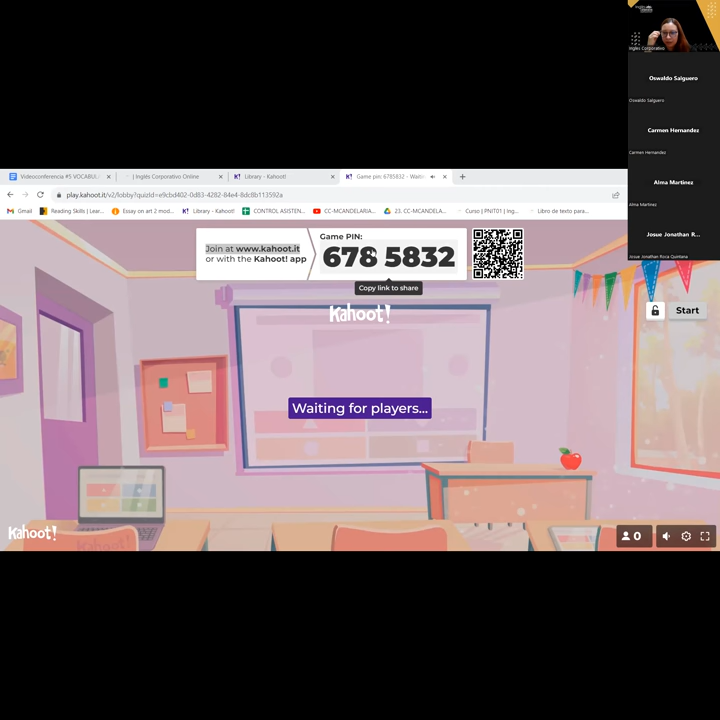 Inglés Corporativo
Oswaldo Salguero
Oswaldo Salguero
Carmen Hernandez
Carmen Hernandez
Alma Martinez
Alma Martinez
Josue Jonathan R...
Josue Jonathan Roca Quintana
Videoconferencia #5 VOCABUL
| Inglés Corporativo Online
Library - Kahoot!
Game pin: 6785832 - Waitin
play.kahoot.it/v2/lobby?quizId=e9cbd402-0d83-4282-84e4-8dc8b113592a
Gmail
Reading Skills | Lear...
Essay on art 2 mod...
Library - Kahoot!
CONTROL ASISTEN...
CC-MCANDELARIA...
23. CC-MCANDELA...
Curso | PNIT01 | Ing...
Libro de texto para...
Join at www.kahoot.it
or with the Kahoot! app
Game PIN:
678 5832
Copy link to share
Kahoot!
Start
Waiting for players...
Kahoot!
0